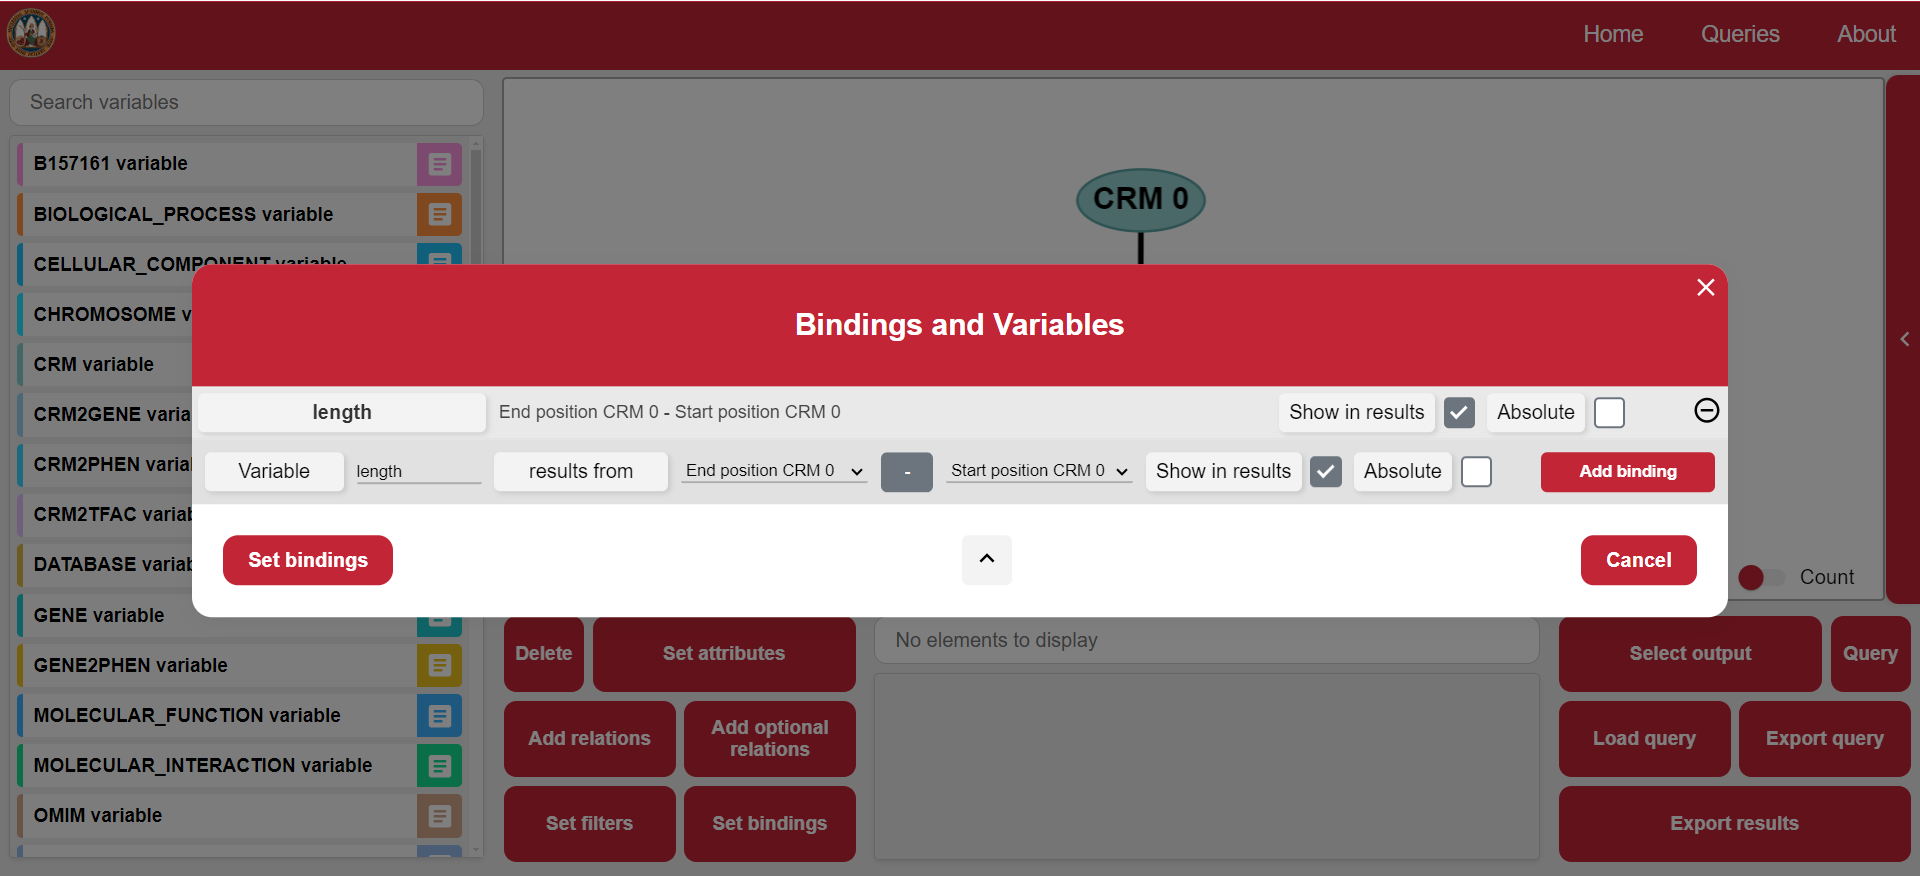 Home Queries About
Search variables
B157161 variable
BIOLOGICAL_PROCESS variable
CELLULAR_COMPONENT variable
CHROMOSOME v
CRM variable
CRM2GENE varia
CRM2PHEN varia
CRM2TFAC varia
DATABASE varia
GENE variable
GENE2PHEN variable
MOLECULAR_FUNCTION variable
MOLECULAR_INTERACTION variable
OMIM variable
CRM 0
Bindings and Variables
length End position CRM 0 - Start position CRM 0 Show in results Absolute
Variable length results from End position CRM 0 - Start position CRM 0 Show in results Absolute Add binding
Set bindings Cancel
Count
Delete Set attributes
Add relations Add optional
relations
Set filters Set bindings
No elements to display
Select output Query
Load query Export query
Export results